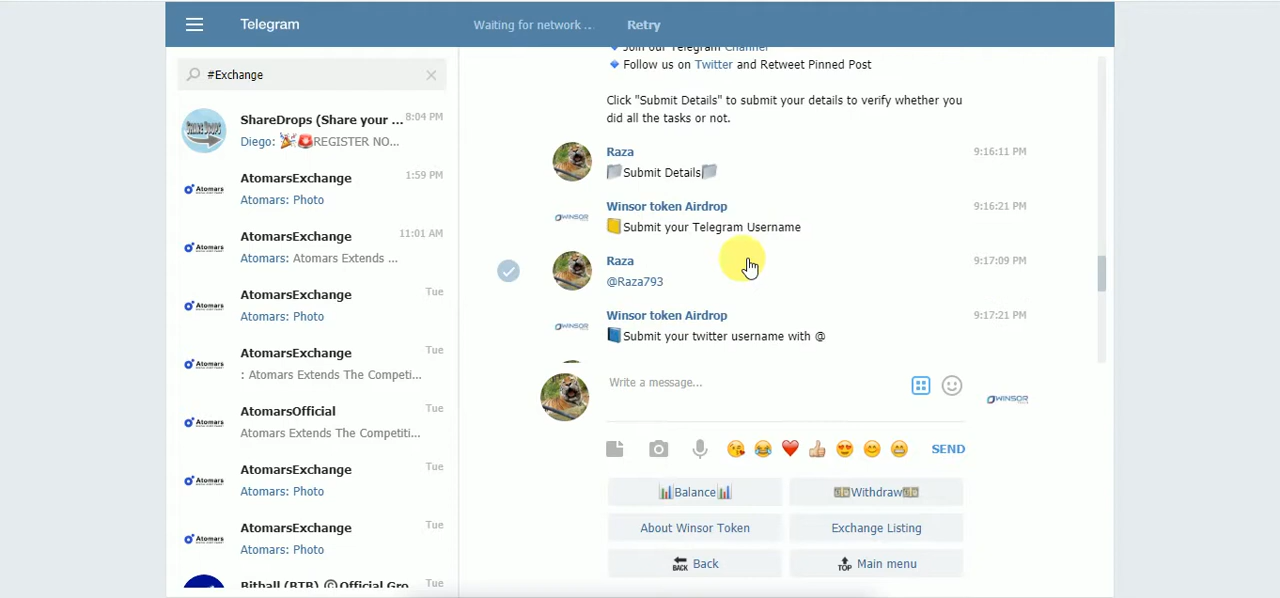 Telegram
Waiting for network ...
Retry
#Exchange
ShareDrops (Share your ...
8:04 PM
Diego: 🎉🚨REGISTER NO...
AtomarsExchange
1:59 PM
Atomars: Photo
AtomarsExchange
11:01 AM
Atomars: Atomars Extends ...
AtomarsExchange
Tue
Atomars: Photo
AtomarsExchange
Tue
: Atomars Extends The Competi...
AtomarsOfficial
Tue
Atomars Extends The Competiti...
AtomarsExchange
Tue
Atomars: Photo
AtomarsExchange
Tue
Atomars: Photo
Bitball (BTB) ©Official Gro...
Tue
Join our Telegram Channel
Follow us on Twitter and Retweet Pinned Post
Click "Submit Details" to submit your details to verify whether you
did all the tasks or not.
Raza
9:16:11 PM
Submit Details
Winsor token Airdrop
9:16:21 PM
WINSOR
Submit your Telegram Username
Raza
9:17:09 PM
@Raza793
Winsor token Airdrop
9:17:21 PM
WINSOR
Submit your twitter username with @
Write a message...
WINSOR
SEND
Balance
Withdraw
About Winsor Token
Exchange Listing
BACK Back
TOP Main menu